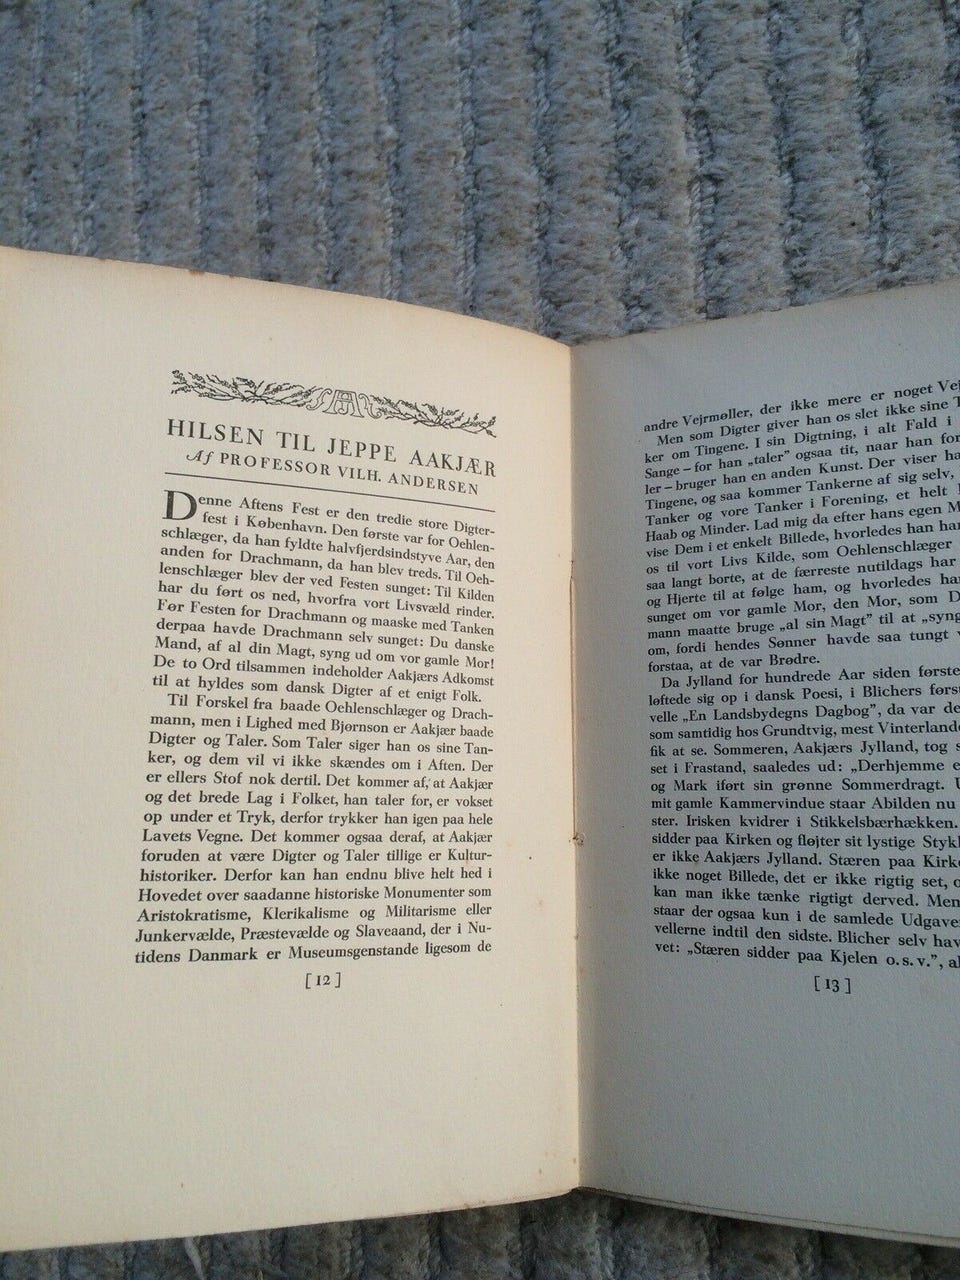 HILSEN TIL JEPPE AAKJÆR
Af PROFESSOR VILH. ANDERSEN
Denne Aftens Fest er den tredie store Digter-
fest i København. Den første var for Oehlen-
schlæger, da han fyldte halvfjerdsindstyve Aar, den
anden for Drachmann, da han blev treds. Til Oeh-
lenschlæger blev der ved Festen sunget: Til Kilden
har du ført os ned, hvorfra vort Livsvæld rinder.
Før Festen for Drachmann og maaske med Tanken
derpaa havde Drachmann selv sunget: Du danske
Mand, af al din Magt, syng ud om vor gamle Mor!
De to Ord tilsammen indeholder Aakjærs Adkomst
til at hyldes som dansk Digter af et enigt Folk.
Til Forskel fra baade Oehlenschlæger og Drach-
mann, men i Lighed med Bjørnson er Aakjær baade
Digter og Taler. Som Taler siger han os sine Tan-
ker, og dem vil vi ikke skændes om i Aften. Der
er ellers Stof nok dertil. Det kommer af, at Aakjær
og det brede Lag i Folket, han taler for, er vokset
op under et Tryk, derfor trykker han igen paa hele
Lavets Vegne. Det kommer ogsaa deraf, at Aakjær
foruden at være Digter og Taler tillige er Kultur-
historiker. Derfor kan han endnu blive helt hed i
Hovedet over saadanne historiske Monumenter som
Aristokratisme, Klerikalisme og Militarisme eller
Junkervælde, Præstevælde og Slaveaand, der i Nu-
tidens Danmark er Museumsgenstande ligesom de
[12]
andre Vejrmøller, der ikke mere er noget
Men som Digter giver han os slet ikke sine
ker om Tingene. I sin Digtning, i alt Fald i
Sange – for han „taler" ogsaa tit, naar han
ler – bruger han en anden Kunst. Der viser
Tingene, og saa kommer Tankerne af sig selv,
Tanker og vore Tanker i Forening, et helt
Haab og Minder. Lad mig da efter hans egen
vise Dem i et enkelt Billede, hvorledes han
os til vort Livs Kilde, som Oehlenschlæger
saa langt borte, at de færreste nutildags har
og Hjerte til at følge ham, og hvorledes
sunget om vor gamle Mor, den Mor, som
mann maatte bruge „al sin Magt" til at
om, fordi hendes Sønner havde saa tungt
forstaa, at de var Brødre.
Da Jylland for hundrede Aar siden første
løftede sig op i dansk Poesi, i Blichers
velle „En Landsbydegns Dagbog", da var
som samtidig hos Grundtvig, mest
fik at se. Sommeren, Aakjærs Jylland, tog
set i Frastand, saaledes ud: „Derhjemme
og Mark iført sin grønne Sommerdragt.
mit gamle Kammervindue staar Abilden nu
ster. Irisken kvidrer i Stikkelsbærhækken.
sidder paa Kirken og fløjter sit lystige
er ikke Aakjærs Jylland. Stæren paa
ikke noget Billede, det er ikke rigtig set,
kan man ikke tænke rigtigt derved.
staar der ogsaa kun i de samlede
vellerne indtil den sidste. Blicher selv
vet: „Stæren sidder paa Kjelen o.s.v.",
[13]